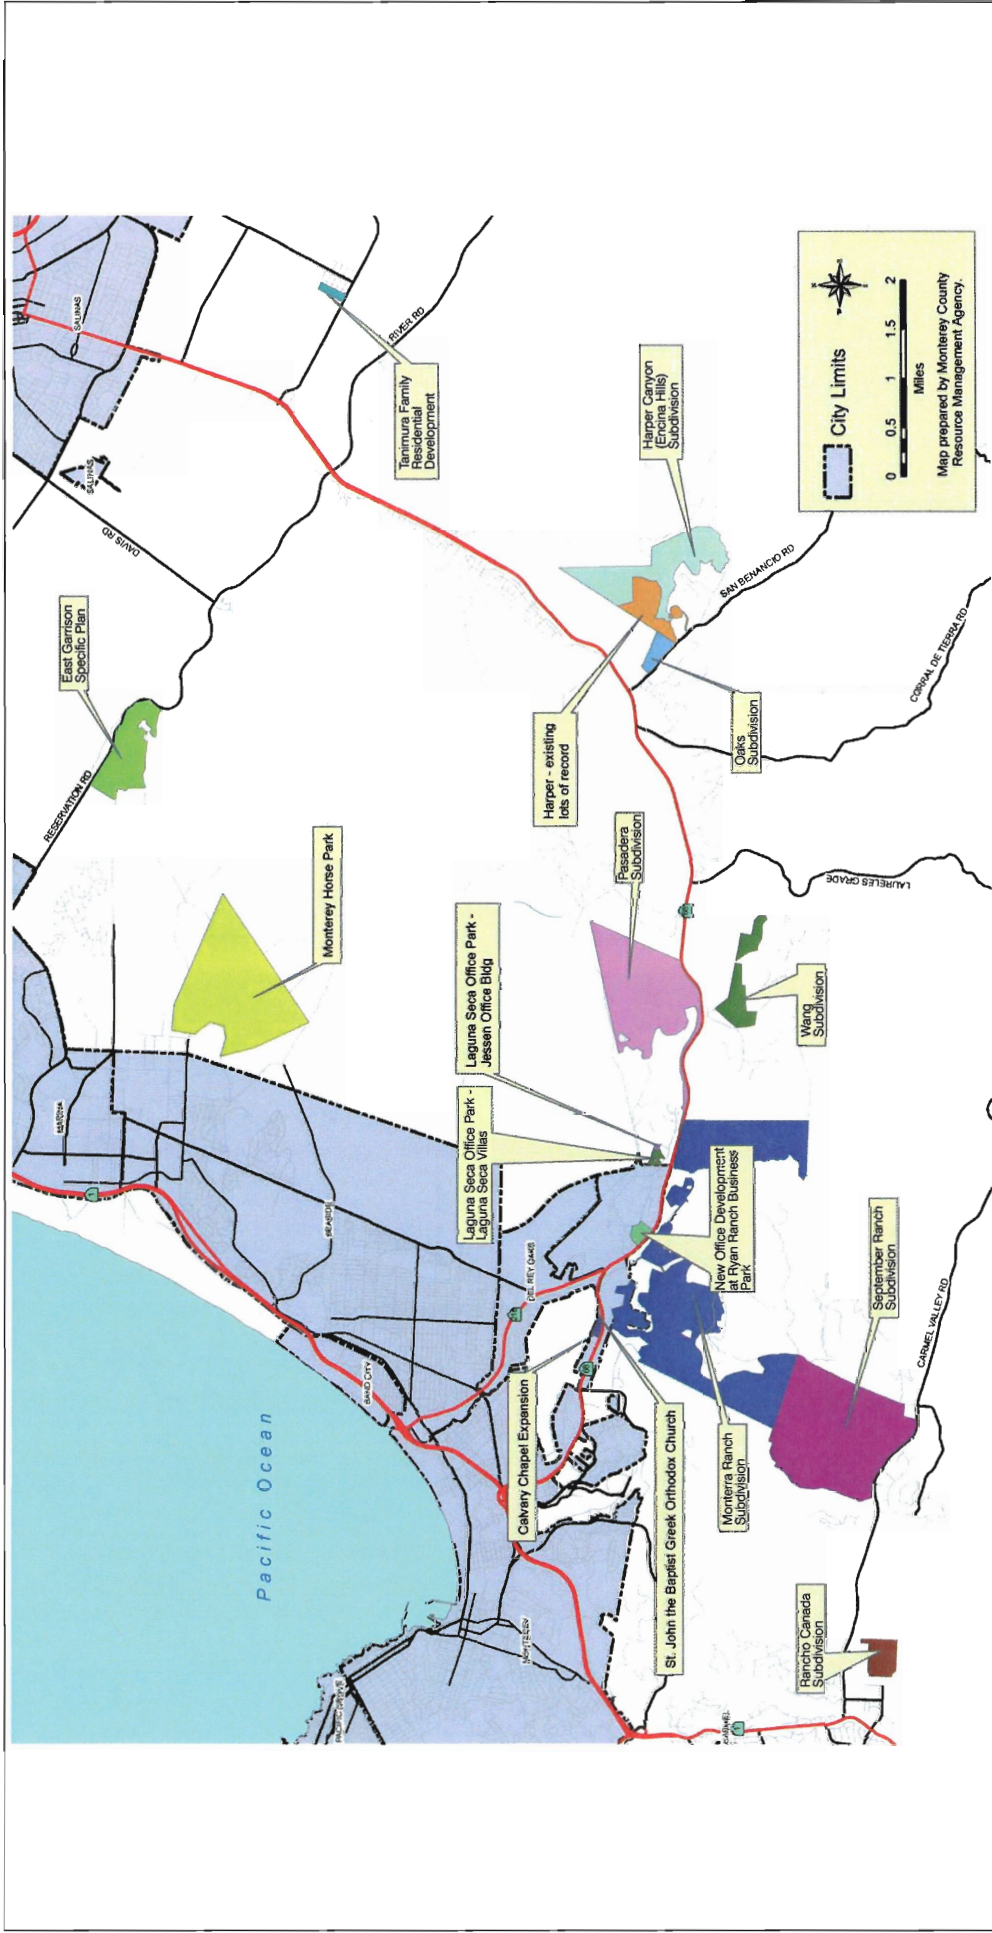 Pacific Ocean
PACIFIC GROVE
MONTEREY
SAND CITY
SEASIDE
MARINA
DEL REY OAKS
CARMEL
SALINAS
SALINAS
1
1
68
68
RESERVATION RD
DAVIS RD
RIVER RD
SAN BENANCIO RD
CORRAL DE TIERRA RD
LAURELES GRADE
CARMEL VALLEY RD
East Garrison
Specific Plan
Monterey Horse Park
Tanimura Family
Residential
Development
Harper Canyon
(Encina Hills)
Subdivision
Harper - existing
lots of record
Oaks
Subdivision
Pasadera
Subdivision
Laguna Seca Office Park -
Jessen Office Bldg
Laguna Seca Office Park -
Laguna Seca Villas
Wang
Subdivision
New Office Development
at Ryan Ranch Business
Park
Calvary Chapel Expansion
St. John the Baptist Greek Orthodox Church
Monterra Ranch
Subdivision
September Ranch
Subdivision
Rancho Canada
Subdivision
City Limits
0 0.5 1 1.5 2
Miles
Map prepared by Monterey County
Resource Management Agency.